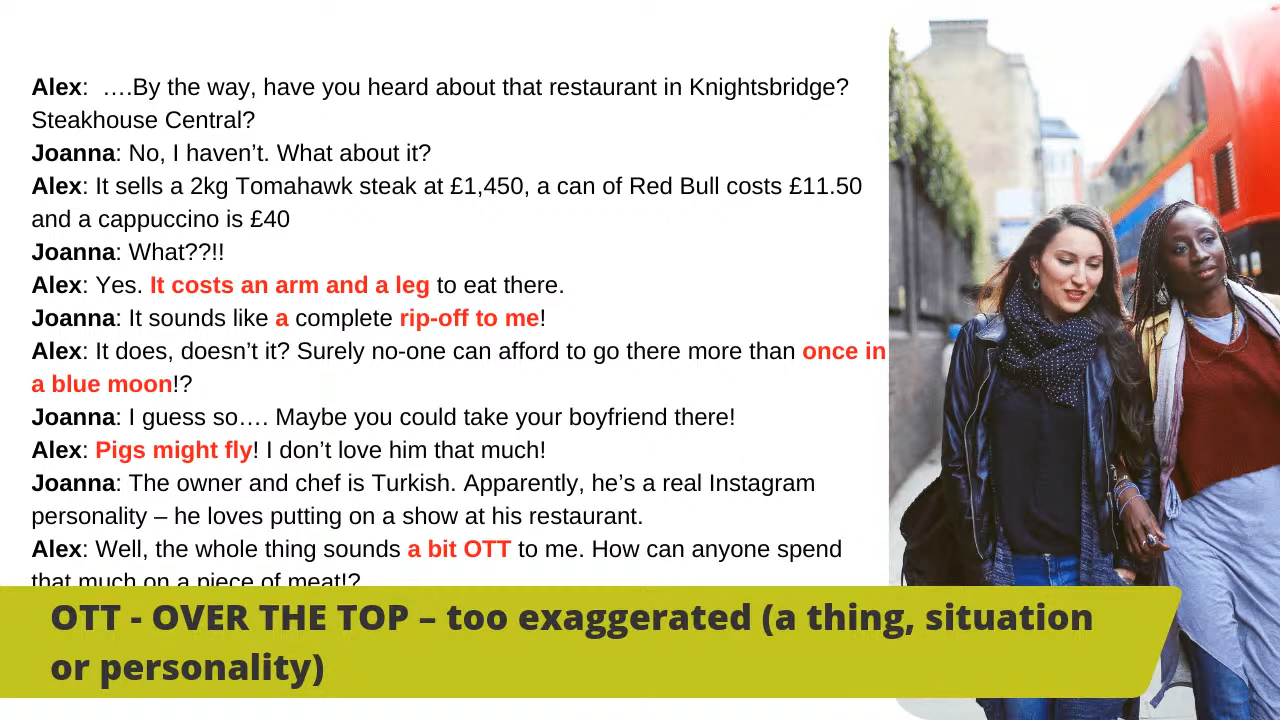 Alex:  ….By the way, have you heard about that restaurant in Knightsbridge?
Steakhouse Central?
Joanna: No, I haven’t. What about it?
Alex: It sells a 2kg Tomahawk steak at £1,450, a can of Red Bull costs £11.50
and a cappuccino is £40
Joanna: What??!!
Alex: Yes. It costs an arm and a leg to eat there.
Joanna: It sounds like a complete rip-off to me!
Alex: It does, doesn’t it? Surely no-one can afford to go there more than once in
a blue moon!?
Joanna: I guess so…. Maybe you could take your boyfriend there!
Alex: Pigs might fly! I don’t love him that much!
Joanna: The owner and chef is Turkish. Apparently, he’s a real Instagram
personality – he loves putting on a show at his restaurant.
Alex: Well, the whole thing sounds a bit OTT to me. How can anyone spend
that much on a piece of meat!?
OTT - OVER THE TOP – too exaggerated (a thing, situation
or personality)